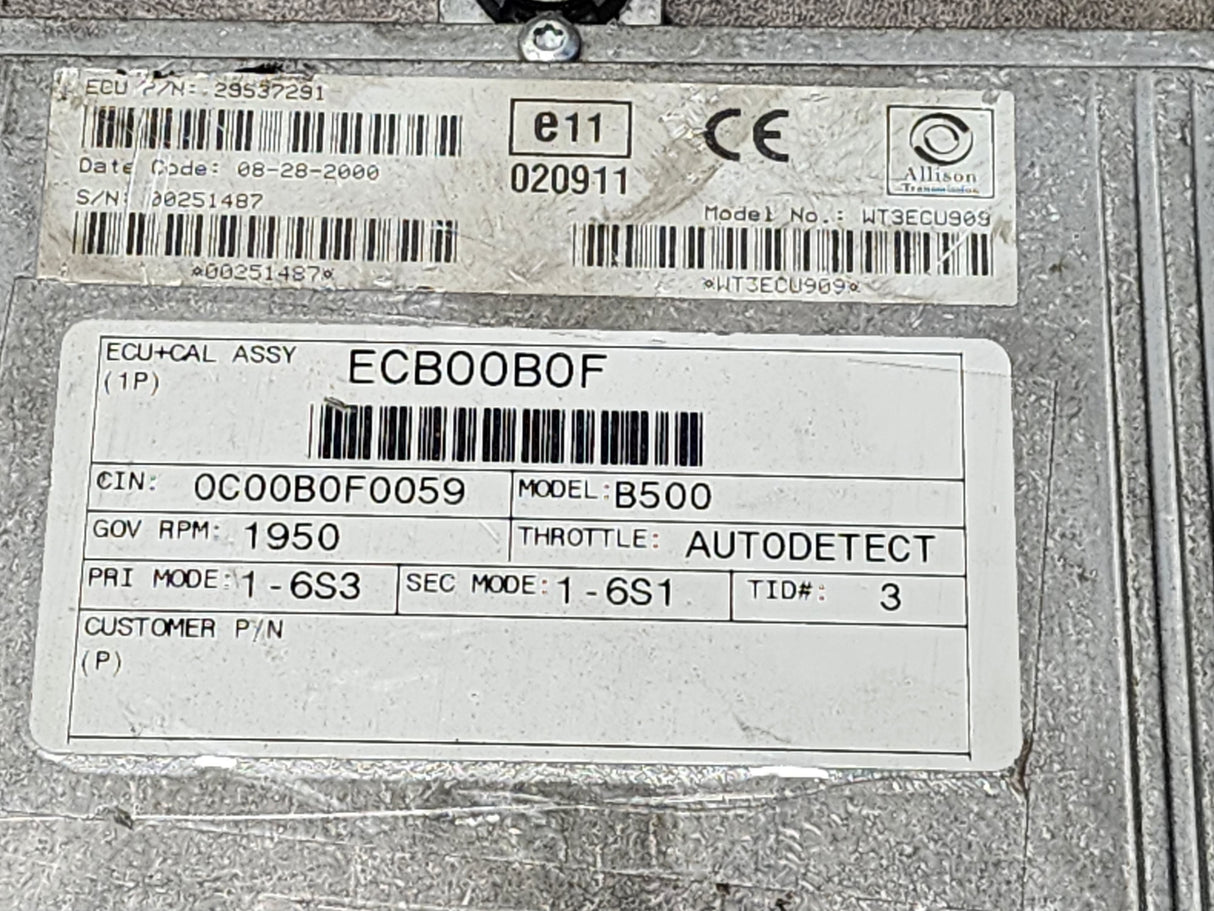 ECU P/N: 29537291
e11
020911
CE
Allison
Transmission
Date Code: 08-28-2000
S/N: 00251487
*00251487*
Model No.: WT3ECU909
*WT3ECU909*
ECU+CAL ASSY ECB00B0F
(1P)
CIN: 0C00B0F0059 MODEL: B500
GOV RPM: 1950 THROTTLE: AUTODETECT
PRI MODE: 1-6S3 SEC MODE: 1-6S1 TID#: 3
CUSTOMER P/N
(P)